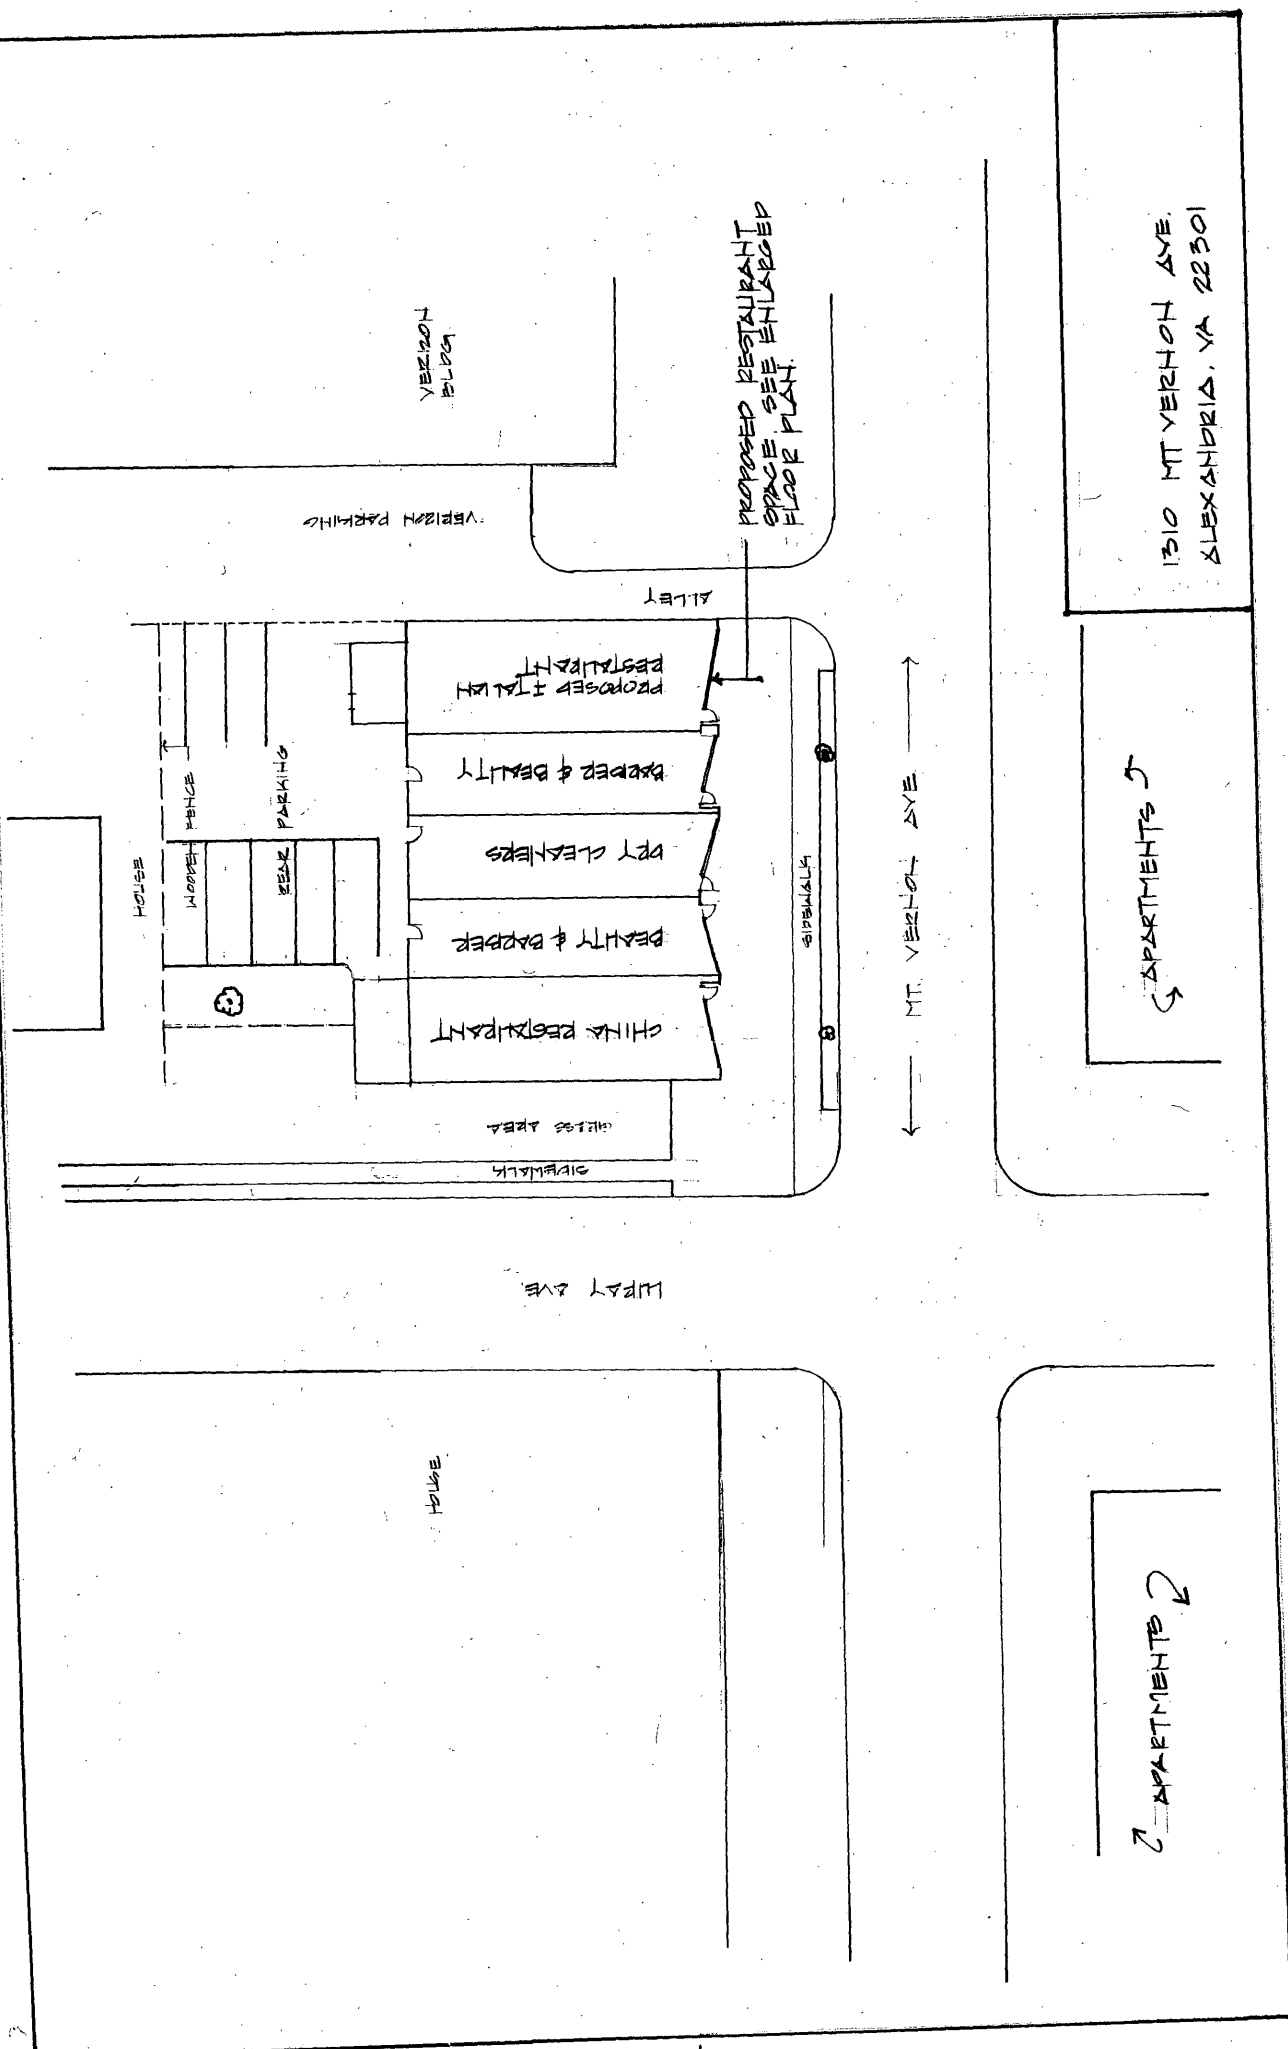 VERIZON
BLDG.
VERIZON PARKING
PROPOSED RESTAURANT
SPACE. SEE ENLARGED
FLOOR PLAN.
1310 MT VERNON AVE.
ALEXANDRIA, VA 22301
ALLEY
PROPOSED ITALIAN
RESTAURANT
BARBER & BEAUTY
DRY CLEANERS
BEAUTY & BARBER
CHINA RESTAURANT
HOUSE
WOODEN FENCE
REAR PARKING
SIDEWALK
MT. VERNON AVE
APARTMENTS
GRASS AREA
SIDEWALK
LURAY AVE
HOUSE
APARTMENTS